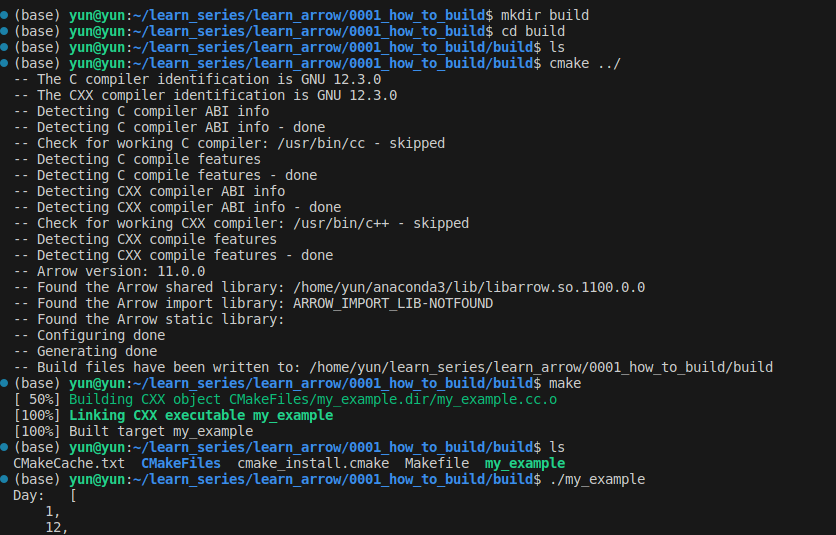 (base) yun@yun:~/learn_series/learn_arrow/0001_how_to_build$ mkdir build
(base) yun@yun:~/learn_series/learn_arrow/0001_how_to_build$ cd build
(base) yun@yun:~/learn_series/learn_arrow/0001_how_to_build/build$ ls
(base) yun@yun:~/learn_series/learn_arrow/0001_how_to_build/build$ cmake ../
-- The C compiler identification is GNU 12.3.0
-- The CXX compiler identification is GNU 12.3.0
-- Detecting C compiler ABI info
-- Detecting C compiler ABI info - done
-- Check for working C compiler: /usr/bin/cc - skipped
-- Detecting C compile features
-- Detecting C compile features - done
-- Detecting CXX compiler ABI info
-- Detecting CXX compiler ABI info - done
-- Check for working CXX compiler: /usr/bin/c++ - skipped
-- Detecting CXX compile features
-- Detecting CXX compile features - done
-- Arrow version: 11.0.0
-- Found the Arrow shared library: /home/yun/anaconda3/lib/libarrow.so.1100.0.0
-- Found the Arrow import library: ARROW_IMPORT_LIB-NOTFOUND
-- Found the Arrow static library:
-- Configuring done
-- Generating done
-- Build files have been written to: /home/yun/learn_series/learn_arrow/0001_how_to_build/build
(base) yun@yun:~/learn_series/learn_arrow/0001_how_to_build/build$ make
[ 50%] Building CXX object CMakeFiles/my_example.dir/my_example.cc.o
[100%] Linking CXX executable my_example
[100%] Built target my_example
(base) yun@yun:~/learn_series/learn_arrow/0001_how_to_build/build$ ls
CMakeCache.txt  CMakeFiles  cmake_install.cmake  Makefile  my_example
(base) yun@yun:~/learn_series/learn_arrow/0001_how_to_build/build$ ./my_example
Day:   [
    1,
    12,